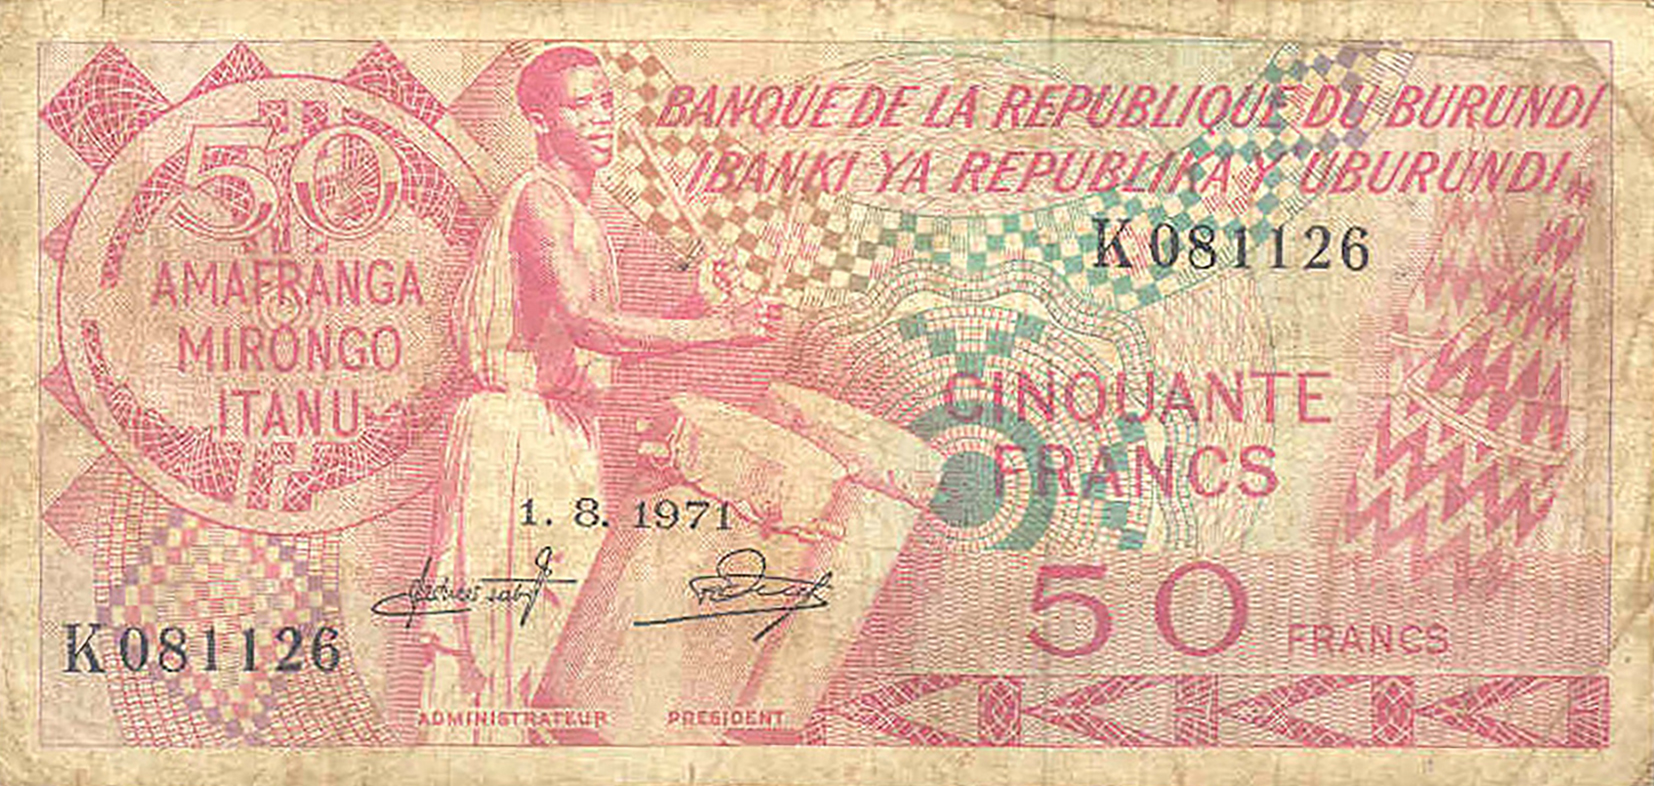 BANQUE DE LA REPUBLIQUE DU BURUNDI
IBANKI YA REPUBLIKA Y'UBURUNDI
K081126
50
AMAFRANGA
MIRONGO
ITANU
CINQUANTE
FRANCS
1. 8. 1971
50 FRANCS
K081126
ADMINISTRATEUR PRESIDENT